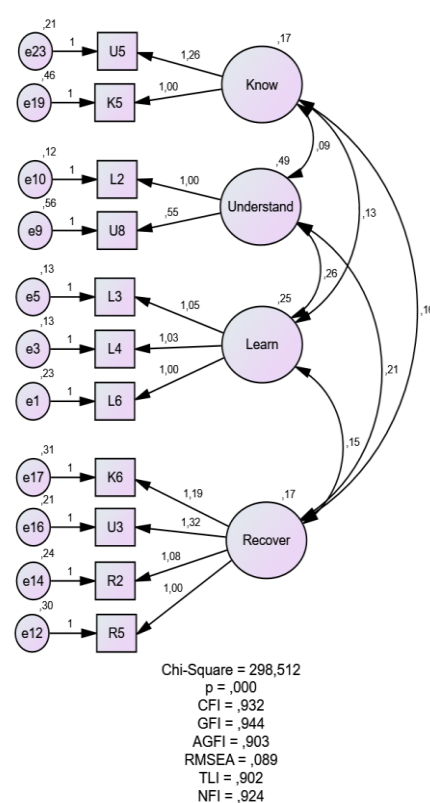 ,21
e23 1 U5
,17
1,26
Know
,46
e19 1 K5
1,00
,09
,12
e10 1 L2
1,00
,49
Understand
,56
e9 1 U8
,55
,13
,26
,13
e5 1 L3
1,05
,25
Learn
,13
e3 1 L4
1,03
,23
e1 1 L6
1,00
,21
,15
,31
e17 1 K6
1,19
,17
Recover
,21
e16 1 U3
1,32
,24
e14 1 R2
1,08
,30
e12 1 R5
1,00
Chi-Square = 298,512
p = ,000
CFI = ,932
GFI = ,944
AGFI = ,903
RMSEA = ,089
TLI = ,902
NFI = ,924